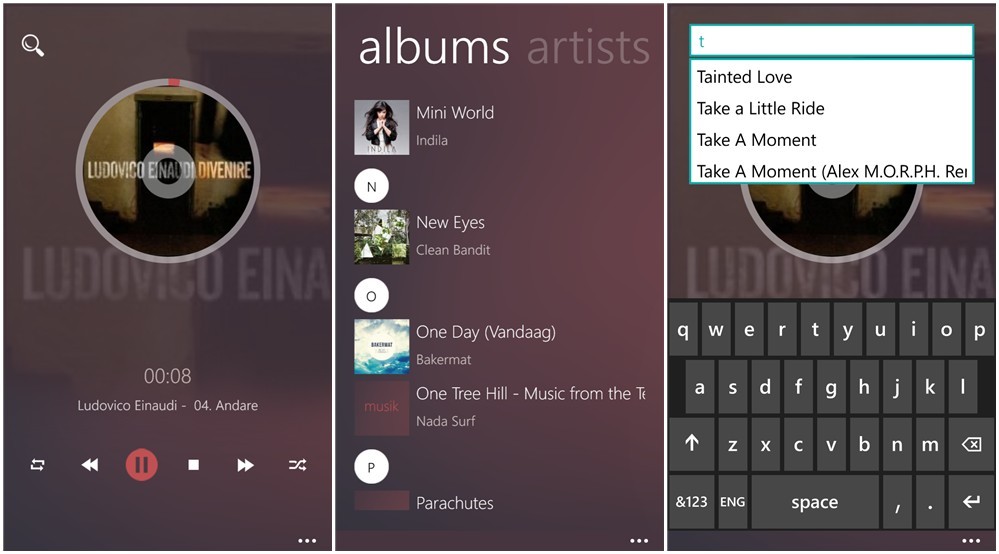 LUDOVICO EINAUDI DIVENIRE
LUDOVICO EINA
00:08
Ludovico Einaudi - 04. Andare
albums artists
INDILA
Mini World
Indila
N
New Eyes
Clean Bandit
O
BAKERMAT
One Day (Vandaag)
Bakermat
musik
One Tree Hill - Music from the Te
Nada Surf
P
Parachutes
t
Tainted Love
Take a Little Ride
Take A Moment
Take A Moment (Alex M.O.R.P.H. Rer
LUDOVICO EINA
q w e r t y u i o p
a s d f g h j k l
z x c v b n m
&123 ENG space , .